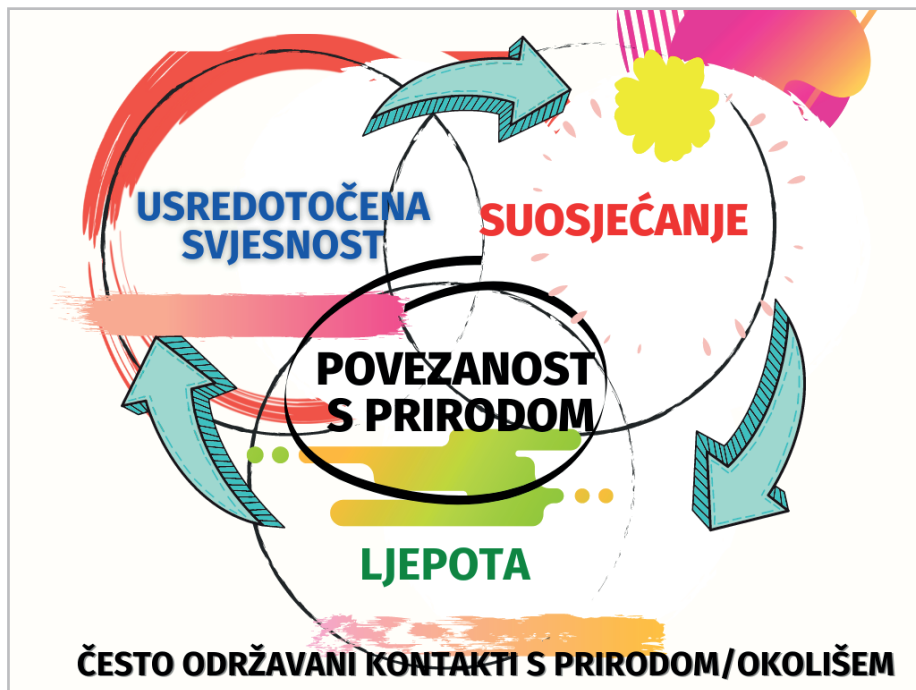 USREDOTOČENA
SVJESNOST
SUOSJEĆANJE
POVEZANOST
S PRIRODOM
LJEPOTA
ČESTO ODRŽAVANI KONTAKTI S PRIRODOM/OKOLIŠEM